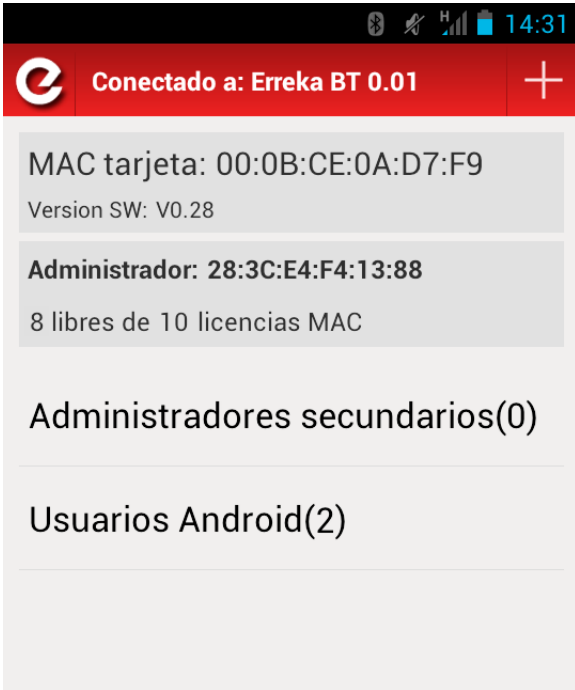 H 14:31
Conectado a: Erreka BT 0.01
MAC tarjeta: 00:0B:CE:0A:D7:F9
Version SW: V0.28
Administrador: 28:3C:E4:F4:13:88
8 libres de 10 licencias MAC
Administradores secundarios(0)
Usuarios Android(2)